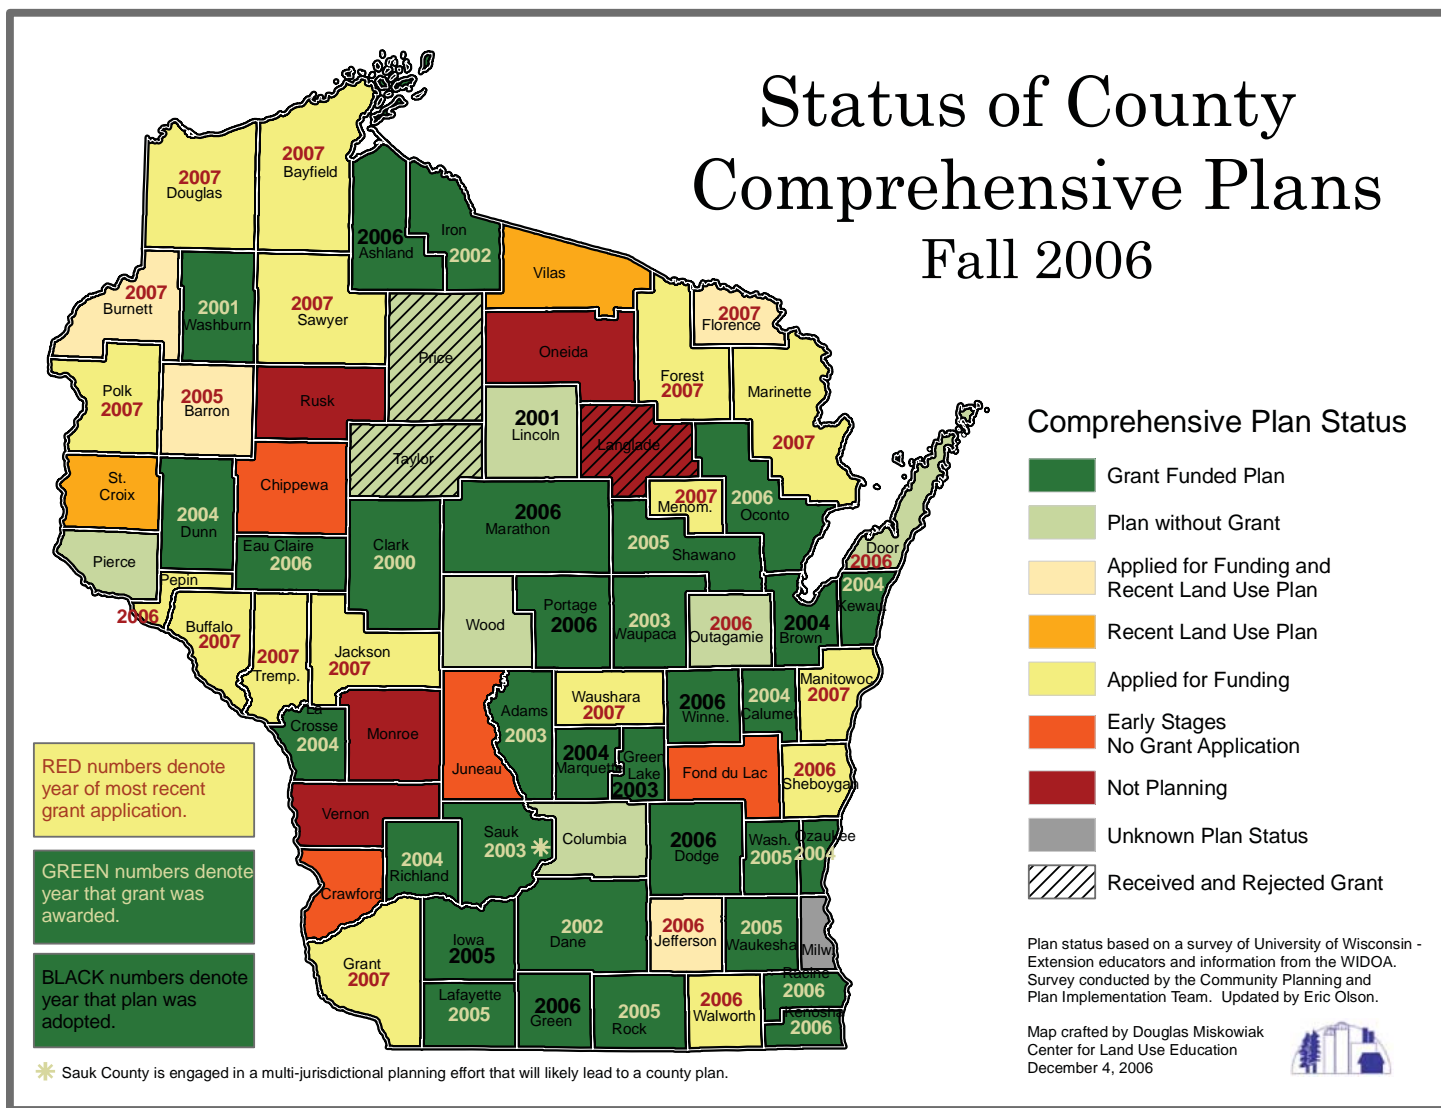 Status of County
Comprehensive Plans
Fall 2006
2007
Douglas
2007
Bayfield
2006
Ashland
Iron
2002
Vilas
2007
Burnett
2001
Washburn
2007
Sawyer
Price
Oneida
2007
Florence
Forest
2007
Marinette
2007
Polk
2007
2005
Barron
Rusk
2001
Lincoln
Langlade
Taylor
St.
Croix
Chippewa
2004
Dunn
Eau Claire
2006
Clark
2000
2006
Marathon
2007
Menom.
2006
Oconto
2005
Shawano
Door
2006
2004
Kewau.
Pierce
Pepin
2006
Buffalo
2007
2007
Tremp.
Jackson
2007
Wood
Portage
2006
2003
Waupaca
2006
Outagamie
2004
Brown
La
Crosse
2004
Monroe
Juneau
Adams
2003
Waushara
2007
2006
Winne.
2004
Calumet
Manitowoc
2007
2004
Marquette
Green
Lake
2003
Fond du Lac
2006
Sheboygan
Vernon
2004
Richland
Sauk
2003
Columbia
2006
Dodge
Wash.
2005
Ozaukee
2004
Crawford
Grant
2007
Iowa
2005
2002
Dane
2006
Jefferson
2005
Waukesha
Milw.
Lafayette
2005
2006
Green
2005
Rock
2006
Walworth
Racine
2006
Kenosha
2006
RED numbers denote
year of most recent
grant application.
GREEN numbers denote
year that grant was
awarded.
BLACK numbers denote
year that plan was
adopted.
Sauk County is engaged in a multi-jurisdictional planning effort that will likely lead to a county plan.
Comprehensive Plan Status
Grant Funded Plan
Plan without Grant
Applied for Funding and
Recent Land Use Plan
Recent Land Use Plan
Applied for Funding
Early Stages
No Grant Application
Not Planning
Unknown Plan Status
Received and Rejected Grant
Plan status based on a survey of University of Wisconsin -
Extension educators and information from the WIDOA.
Survey conducted by the Community Planning and
Plan Implementation Team.  Updated by Eric Olson.
Map crafted by Douglas Miskowiak
Center for Land Use Education
December 4, 2006